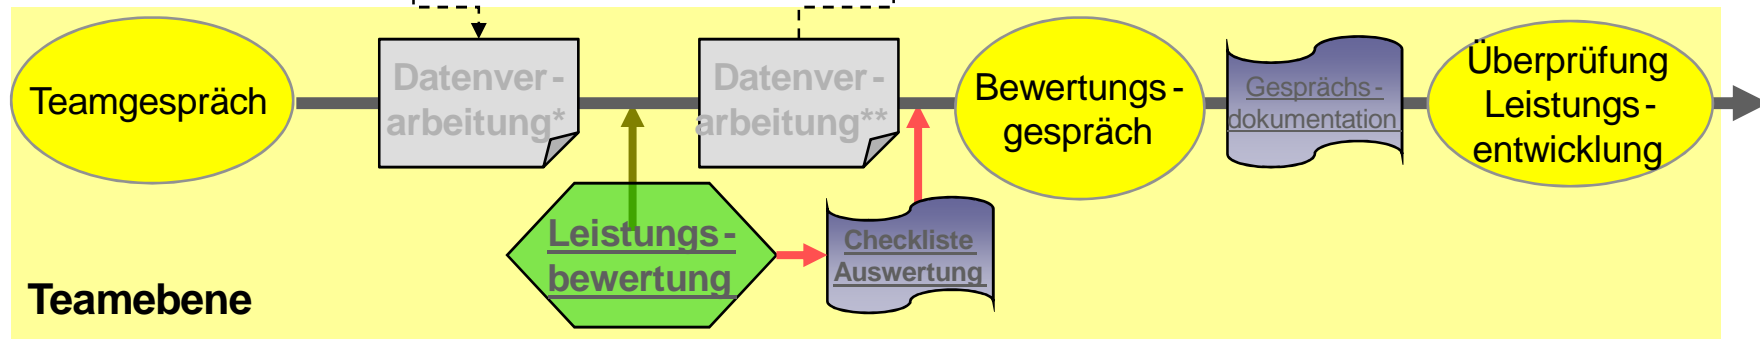 Teamgespräch
Datenver-
arbeitung*
Datenver-
arbeitung**
Bewertungs-
gespräch
Gesprächs-
dokumentation
Überprüfung
Leistungs-
entwicklung
Leistungs-
bewertung
Checkliste
Auswertung
Teamebene